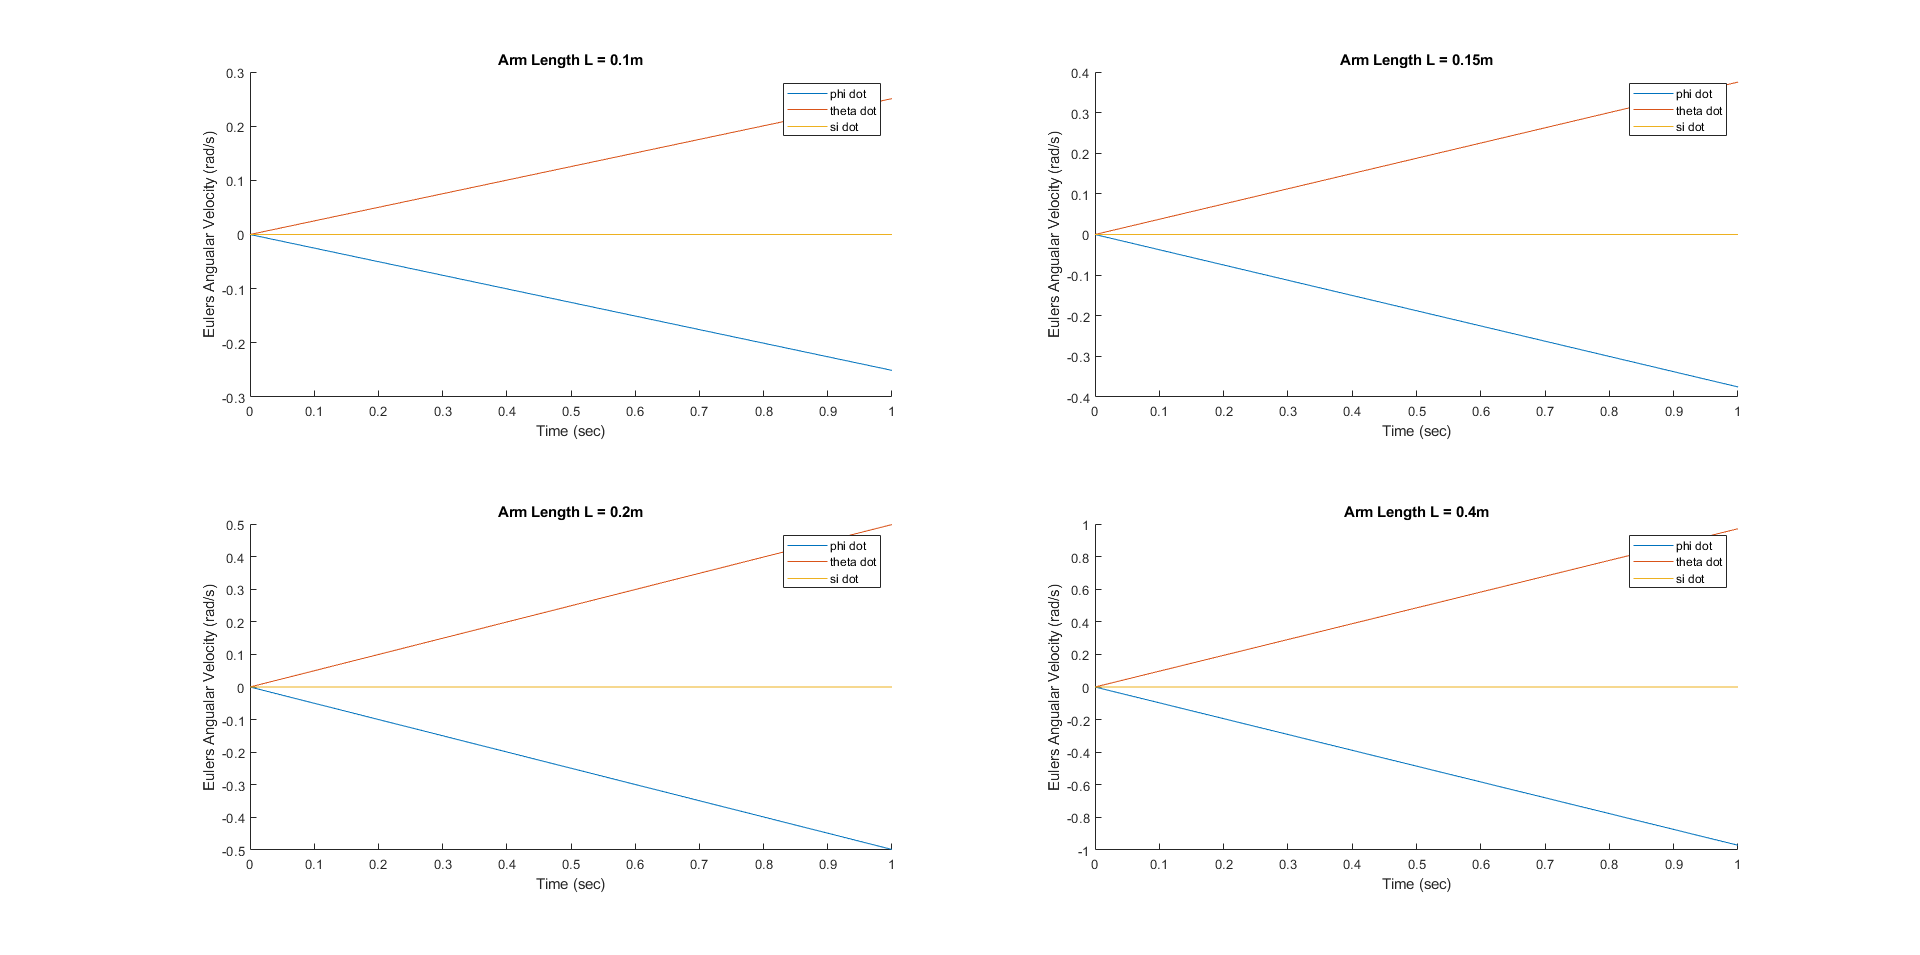 Arm Length L = 0.1m
0.3
0.2
0.1
0
-0.1
-0.2
-0.3
Eulers Angualar Velocity (rad/s)
phi dot
theta dot
si dot
0 0.1 0.2 0.3 0.4 0.5 0.6 0.7 0.8 0.9 1
Time (sec)
Arm Length L = 0.15m
0.4
0.3
0.2
0.1
0
-0.1
-0.2
-0.3
-0.4
Eulers Angualar Velocity (rad/s)
phi dot
theta dot
si dot
0 0.1 0.2 0.3 0.4 0.5 0.6 0.7 0.8 0.9 1
Time (sec)
Arm Length L = 0.2m
0.5
0.4
0.3
0.2
0.1
0
-0.1
-0.2
-0.3
-0.4
-0.5
Eulers Angualar Velocity (rad/s)
phi dot
theta dot
si dot
0 0.1 0.2 0.3 0.4 0.5 0.6 0.7 0.8 0.9 1
Time (sec)
Arm Length L = 0.4m
1
0.8
0.6
0.4
0.2
0
-0.2
-0.4
-0.6
-0.8
-1
Eulers Angualar Velocity (rad/s)
phi dot
theta dot
si dot
0 0.1 0.2 0.3 0.4 0.5 0.6 0.7 0.8 0.9 1
Time (sec)